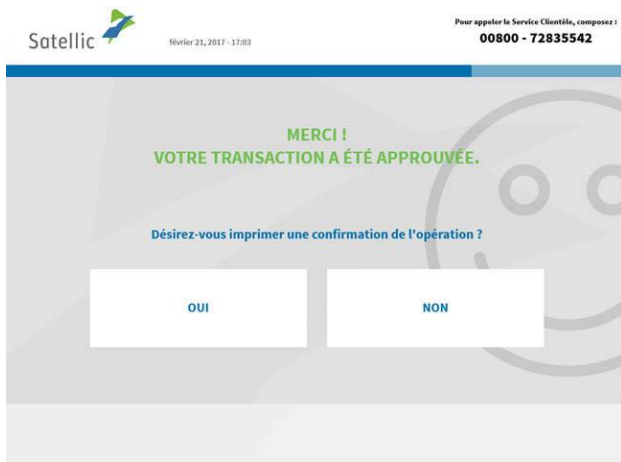 Satellic
février 21, 2017 - 17:03
Pour appeler le Service Clientèle, composez :
00800 - 72835542
MERCI !
VOTRE TRANSACTION A ÉTÉ APPROUVÉE.
Désirez-vous imprimer une confirmation de l'opération ?
OUI
NON